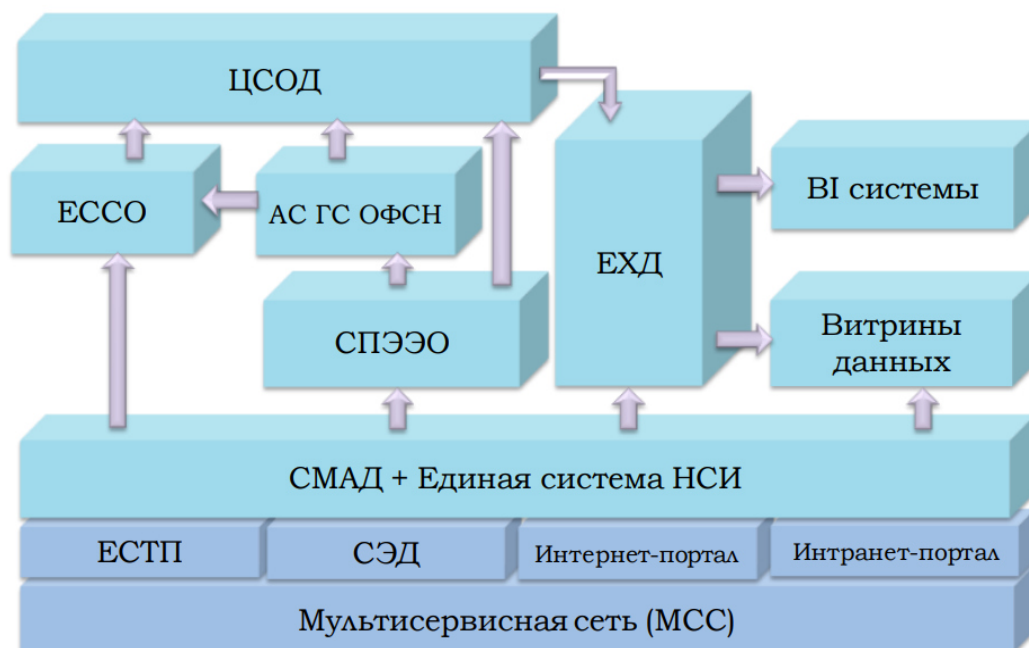 ЦСОД
ЕССО
АС ГС ОФСН
ЕХД
BI системы
СПЭЭО
Витрины
данных
СМАД + Единая система НСИ
ЕСТП
СЭД
Интернет-портал
Интранет-портал
Мультисервисная сеть (МСС)